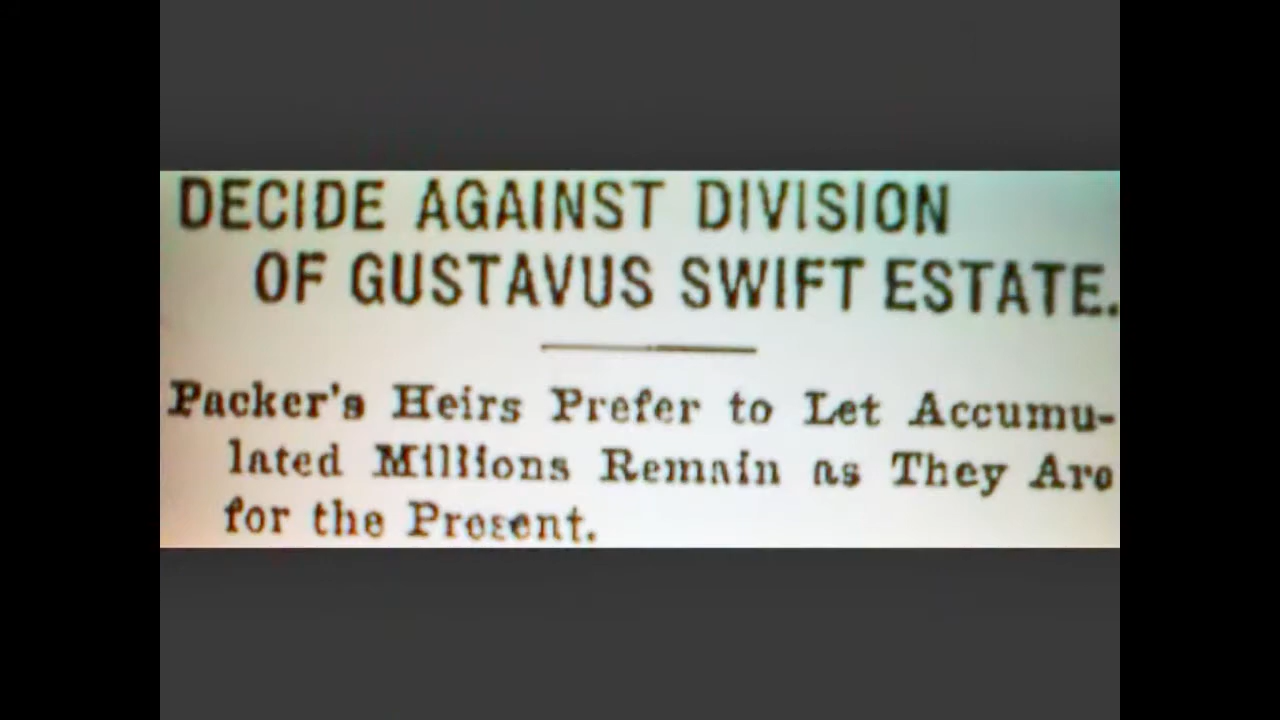 DECIDE AGAINST DIVISION
OF GUSTAVUS SWIFT ESTATE.
Packer's Heirs Prefer to Let Accumu-
lated Millions Remain as They Are
for the Present.